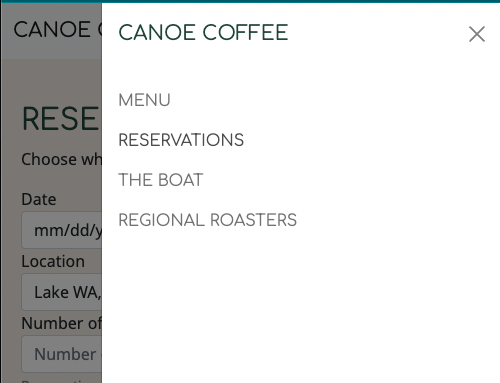 CANOE C
CANOE COFFEE
MENU
RESERVATIONS
THE BOAT
REGIONAL ROASTERS
RESE
Choose wh
Date
mm/dd/y
Location
Lake WA,
Number of
Number